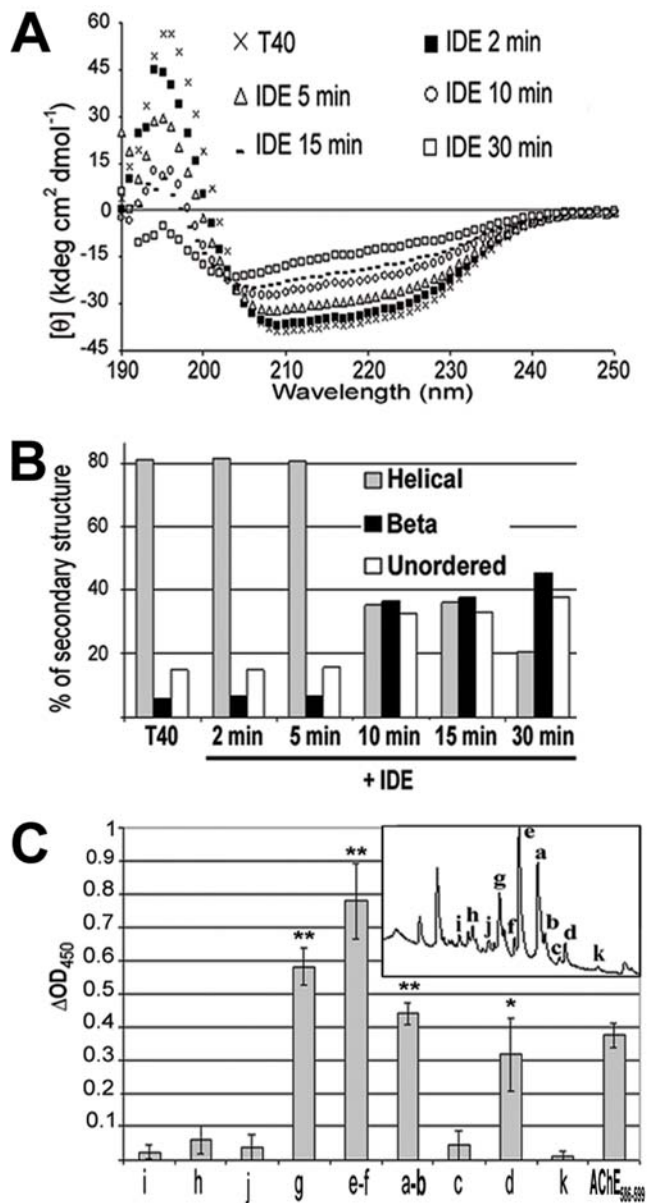 A
60
45
30
15
0
-15
-30
-45
[θ] (kdeg cm² dmol⁻¹)
T40
IDE 2 min
IDE 5 min
IDE 10 min
IDE 15 min
IDE 30 min
190 200 210 220 230 240 250
Wavelength (nm)
B
80
60
40
20
% of secondary structure
Helical
Beta
Unordered
T40 2 min 5 min 10 min 15 min 30 min
+ IDE
C
1
0.9
0.8
0.7
0.6
0.5
0.4
0.3
0.2
0.1
ΔOD450
** ** ** *
i h j g f e a b c d k
i h j g e-f a-b c d k AChE586-599